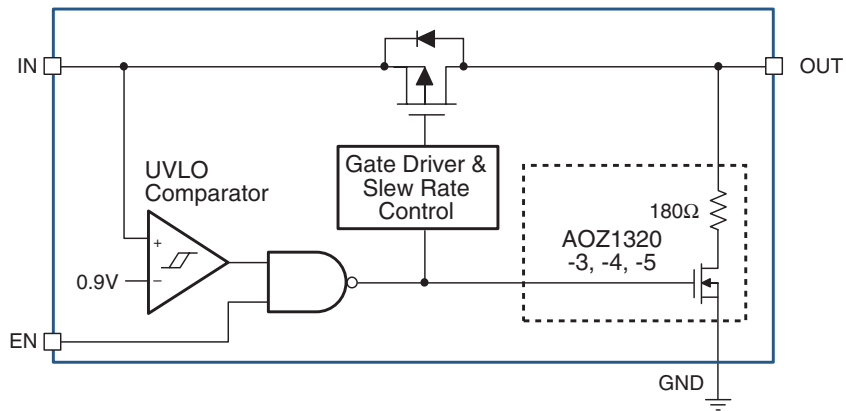 IN
OUT
UVLO
Comparator
Gate Driver &
Slew Rate
Control
180Ω
AOZ1320
-3, -4, -5
+
0.9V
−
EN
GND